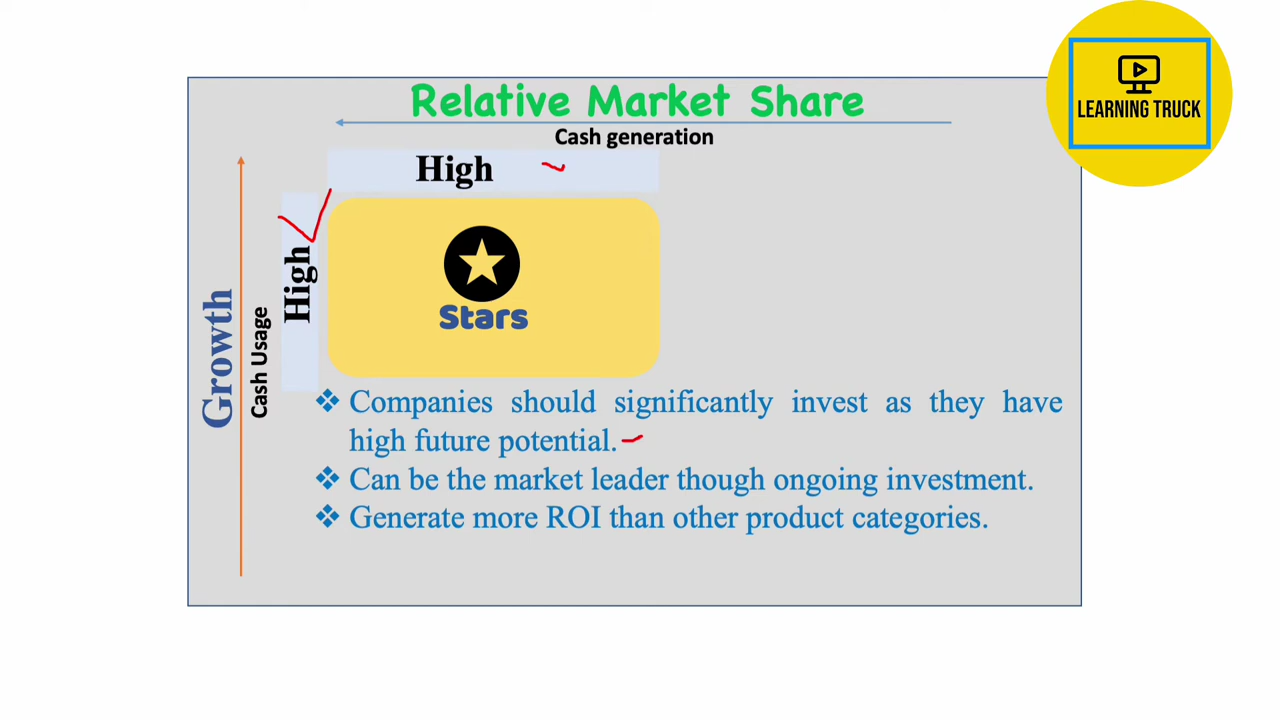 Relative Market Share
Cash generation
LEARNING TRUCK
High
High
Growth
Cash Usage
Stars
❖ Companies should significantly invest as they have
high future potential.
❖ Can be the market leader though ongoing investment.
❖ Generate more ROI than other product categories.